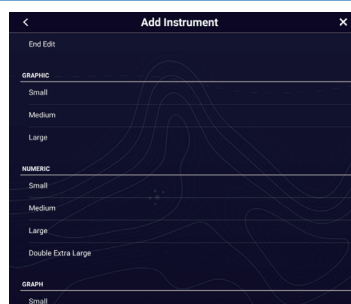 Add Instrument
End Edit
GRAPHIC
Small
Medium
Large
NUMERIC
Small
Medium
Large
Double Extra Large
GRAPH
Small